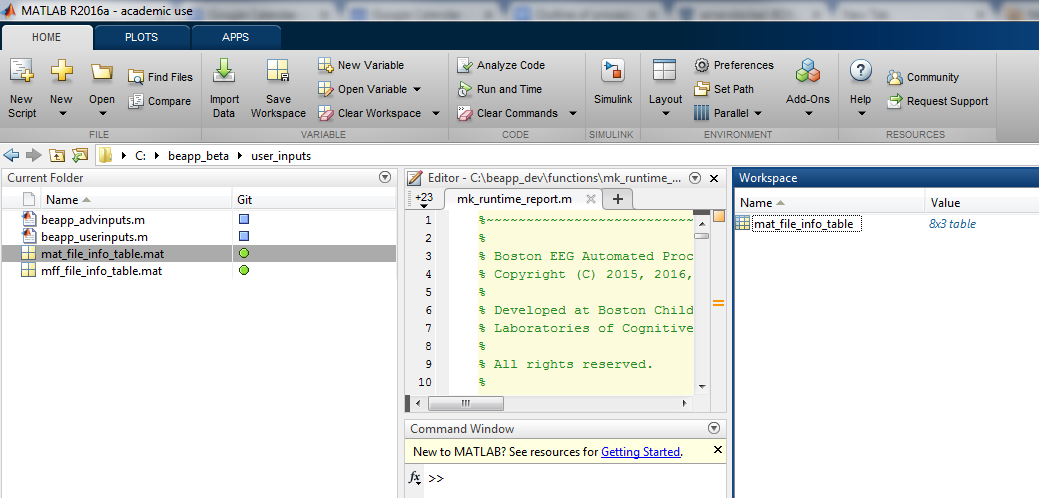 MATLAB R2016a - academic use
HOME PLOTS APPS
New Script
New
Open
Find Files
Compare
FILE
Import Data
Save Workspace
New Variable
Open Variable
Clear Workspace
VARIABLE
Analyze Code
Run and Time
Clear Commands
CODE
Simulink
SIMULINK
Layout
Preferences
Set Path
Parallel
Add-Ons
ENVIRONMENT
Help
Community
Request Support
RESOURCES
C: beapp_beta user_inputs
Current Folder
Name Git
beapp_advinputs.m
beapp_userinputs.m
mat_file_info_table.mat
mff_file_info_table.mat
Editor - C:\beapp_dev\functions\mk_runtime_...
+23 mk_runtime_report.m
1 %~~~~~~~~~~~~~~~~~~~~~~~~~~~~
2 %
3 % Boston EEG Automated Proc
4 % Copyright (C) 2015, 2016,
5 %
6 % Developed at Boston Child
7 % Laboratories of Cognitive
8 %
9 % All rights reserved.
10 %
Command Window
New to MATLAB? See resources for Getting Started.
fx >>
Workspace
Name Value
mat_file_info_table 8x3 table